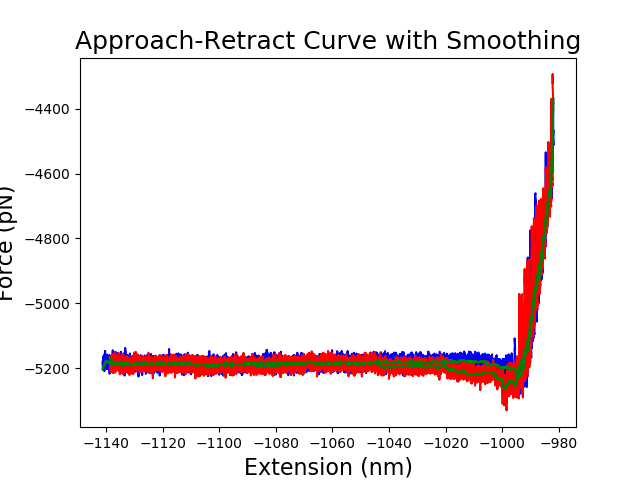 Approach-Retract Curve with Smoothing
Force (pN)
−4400
−4600
−4800
−5000
−5200
−1140 −1120 −1100 −1080 −1060 −1040 −1020 −1000 −980
Extension (nm)